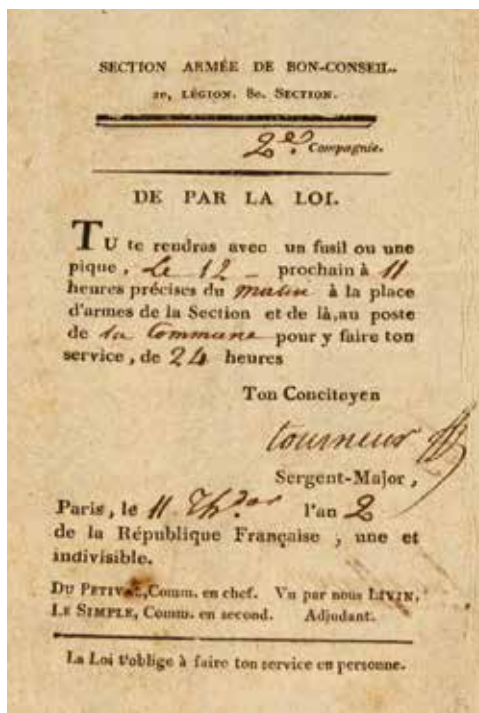 SECTION ARMÉE DE BON-CONSEIL.
2e, LÉGION. 8e. SECTION.
2e. Compagnie.
DE PAR LA LOI.
TU te rendras avec un fusil ou une
pique, Le 12 prochain à 11
heures précises du matin à la place
d'armes de la Section et de là, au poste
de la Commune pour y faire ton
service, de 24 heures
Ton Concitoyen
tourneur
Sergent-Major,
Paris, le 11 Th.dor l'an 2
de la République Française, une et
indivisible.
DU PETIVAL, Comm. en chef. Vu par nous LIVIN,
LE SIMPLE, Comm. en second. Adjudant.
La Loi t'oblige à faire ton service en personne.